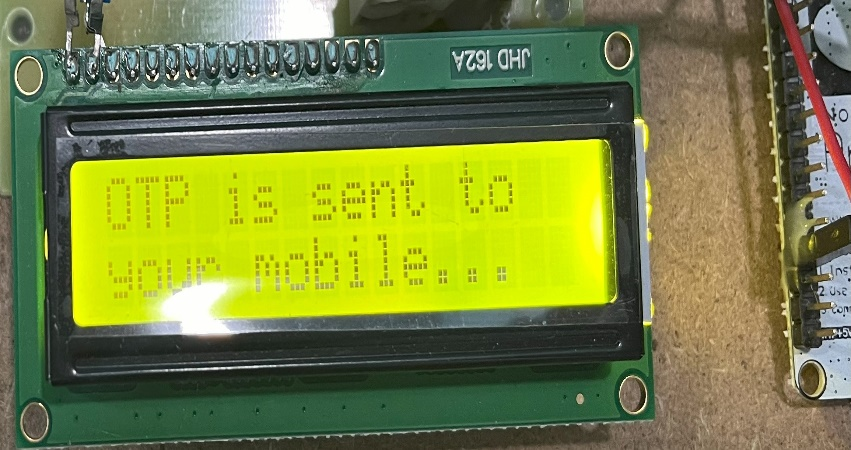 JHD 162A
OTP is sent to
your mobile...